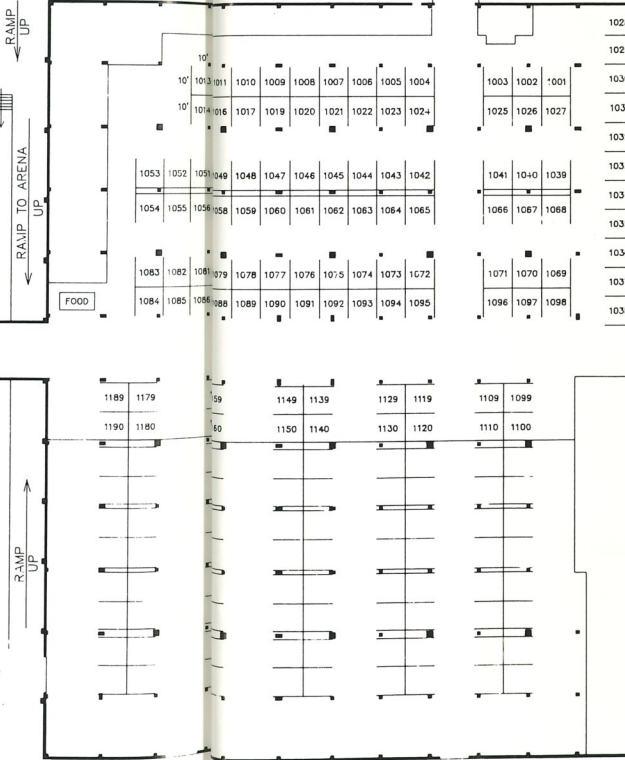 RAMP UP
10'
10' 1013 1011 1010 1009 1008 1007 1006 1005 1004 1003 1002 1001
10' 1014 1016 1017 1019 1020 1021 1022 1023 1024 1025 1026 1027
RAMP TO ARENA
UP
1053 1052 1051 1049 1048 1047 1046 1045 1044 1043 1042 1041 1040 1039
1054 1055 1056 1058 1059 1060 1061 1062 1063 1064 1065 1066 1067 1068
1083 1082 1081 1079 1078 1077 1076 1075 1074 1073 1072 1071 1070 1069
FOOD
1084 1085 1086 1088 1089 1090 1091 1092 1093 1094 1095 1096 1097 1098
1189 1179 59 1149 1139 1129 1119 1109 1099
1190 1180 60 1150 1140 1130 1120 1110 1100
RAMP
UP